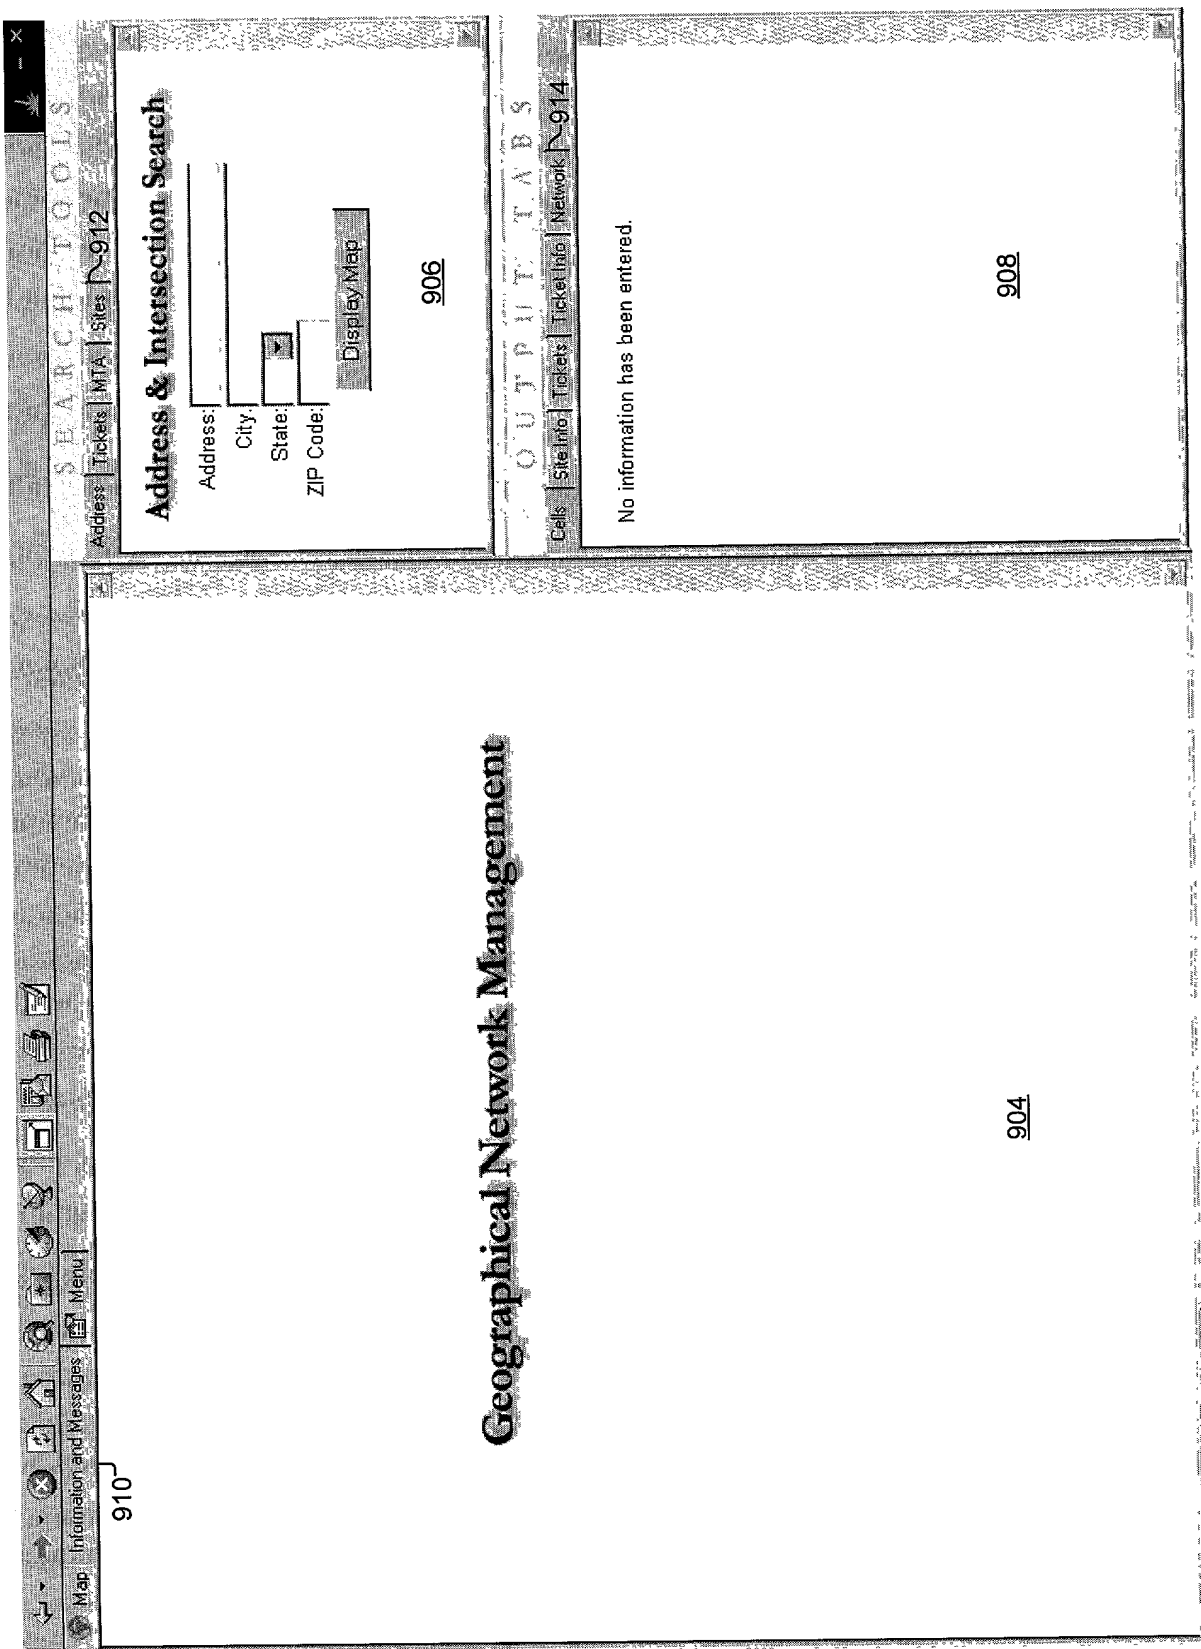 Map Information and Messages Menu
910
Geographical Network Management
904
SEARCH TOOLS
Address Tickets MTA Sites 912
Address & Intersection Search
Address:
City:
State:
ZIP Code:
Display Map
906
OUTPUT TABS
Cells Site Info Tickets Ticket Info Network 914
No information has been entered.
908